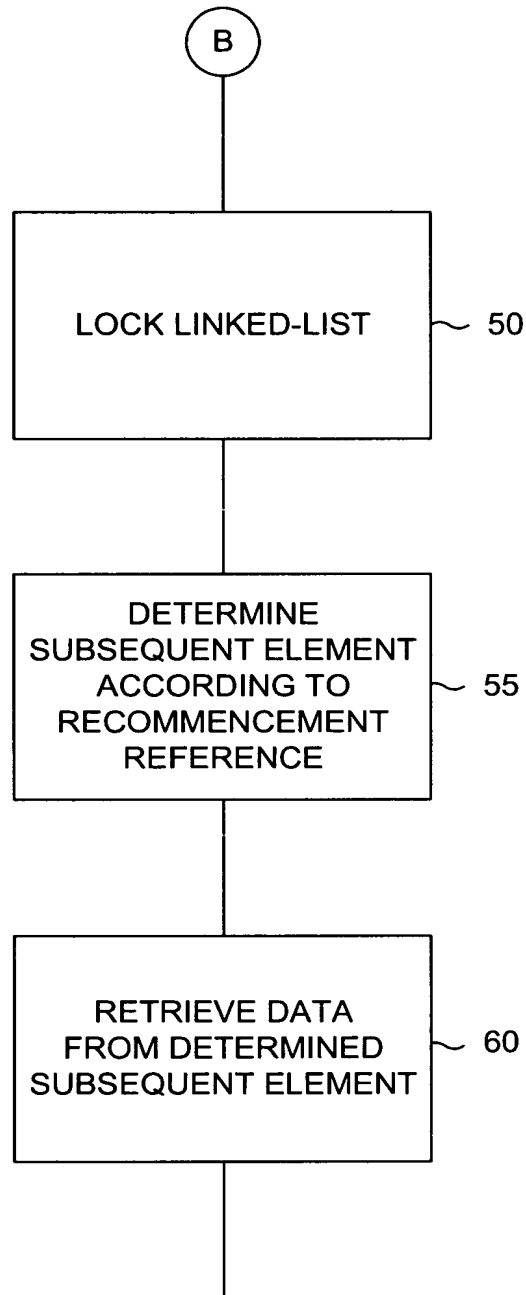 B
LOCK LINKED-LIST
50
DETERMINE
SUBSEQUENT ELEMENT
ACCORDING TO
RECOMMENCEMENT
REFERENCE
55
RETRIEVE DATA
FROM DETERMINED
SUBSEQUENT ELEMENT
60